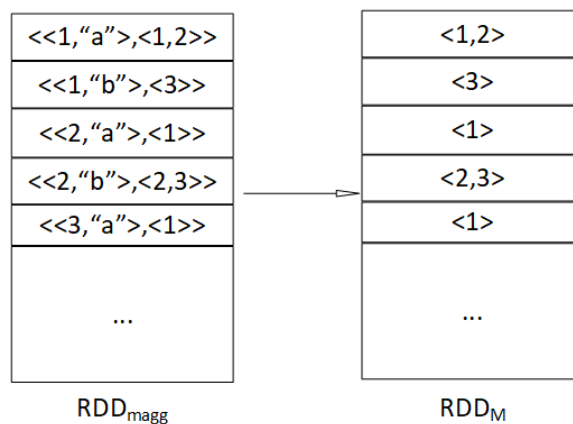 <<1,“a”>,<1,2>>
<<1,“b”>,<3>>
<<2,“a”>,<1>>
<<2,“b”>,<2,3>>
<<3,“a”>,<1>>
...
RDDmagg
<1,2>
<3>
<1>
<2,3>
<1>
...
RDDM